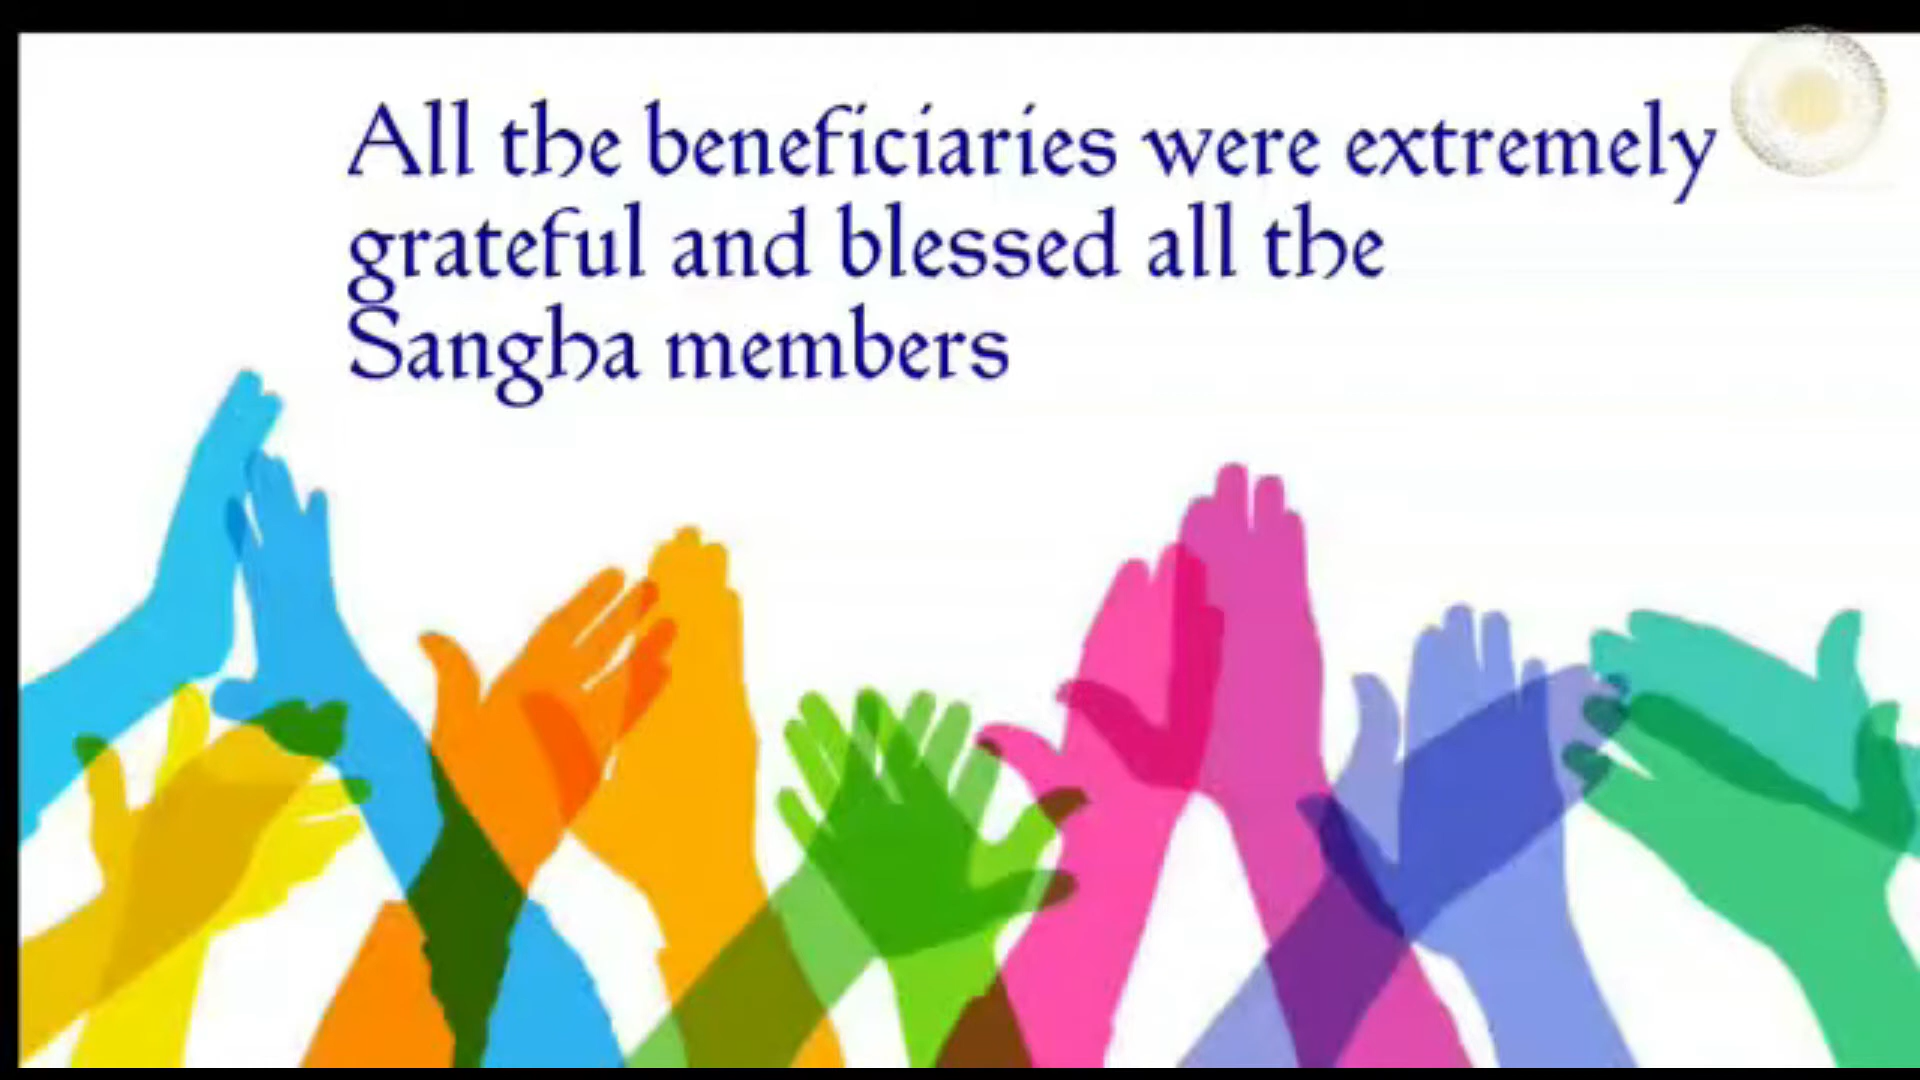 All the beneficiaries were extremely
grateful and blessed all the
Sangha members